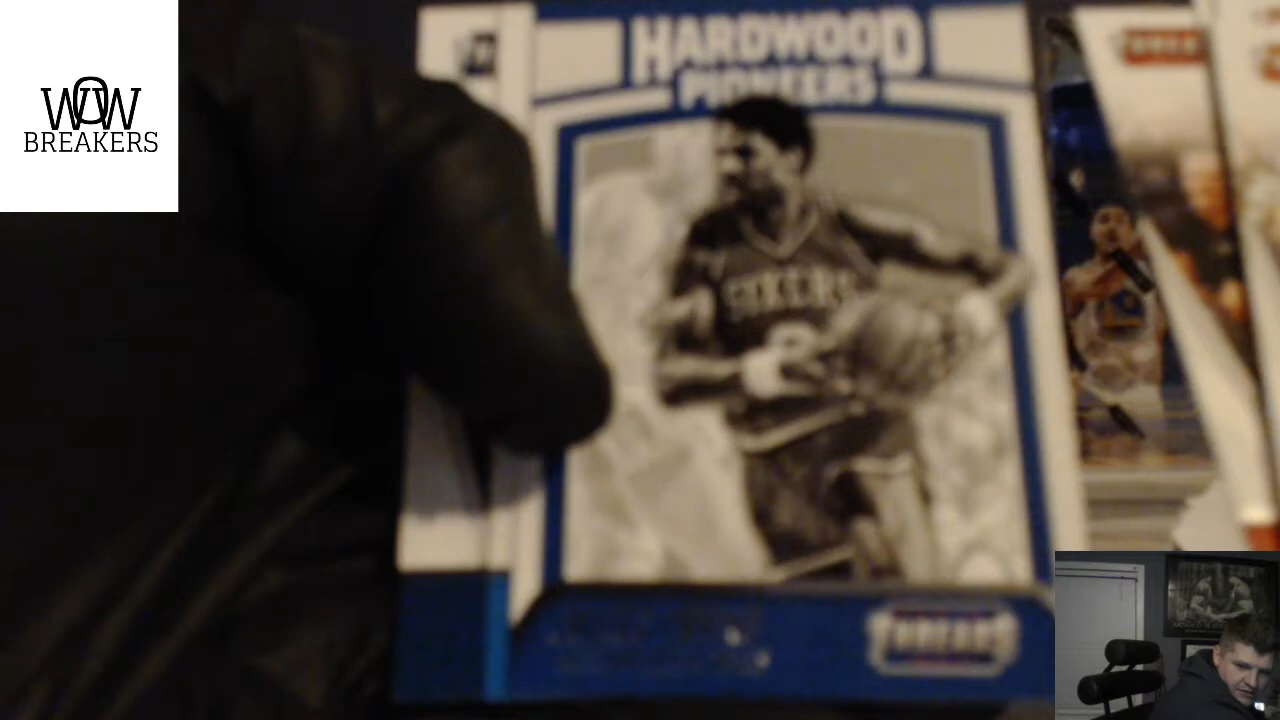 WOW
BREAKERS
HARDWOOD
PIONEERS
SIXERS
THREADS